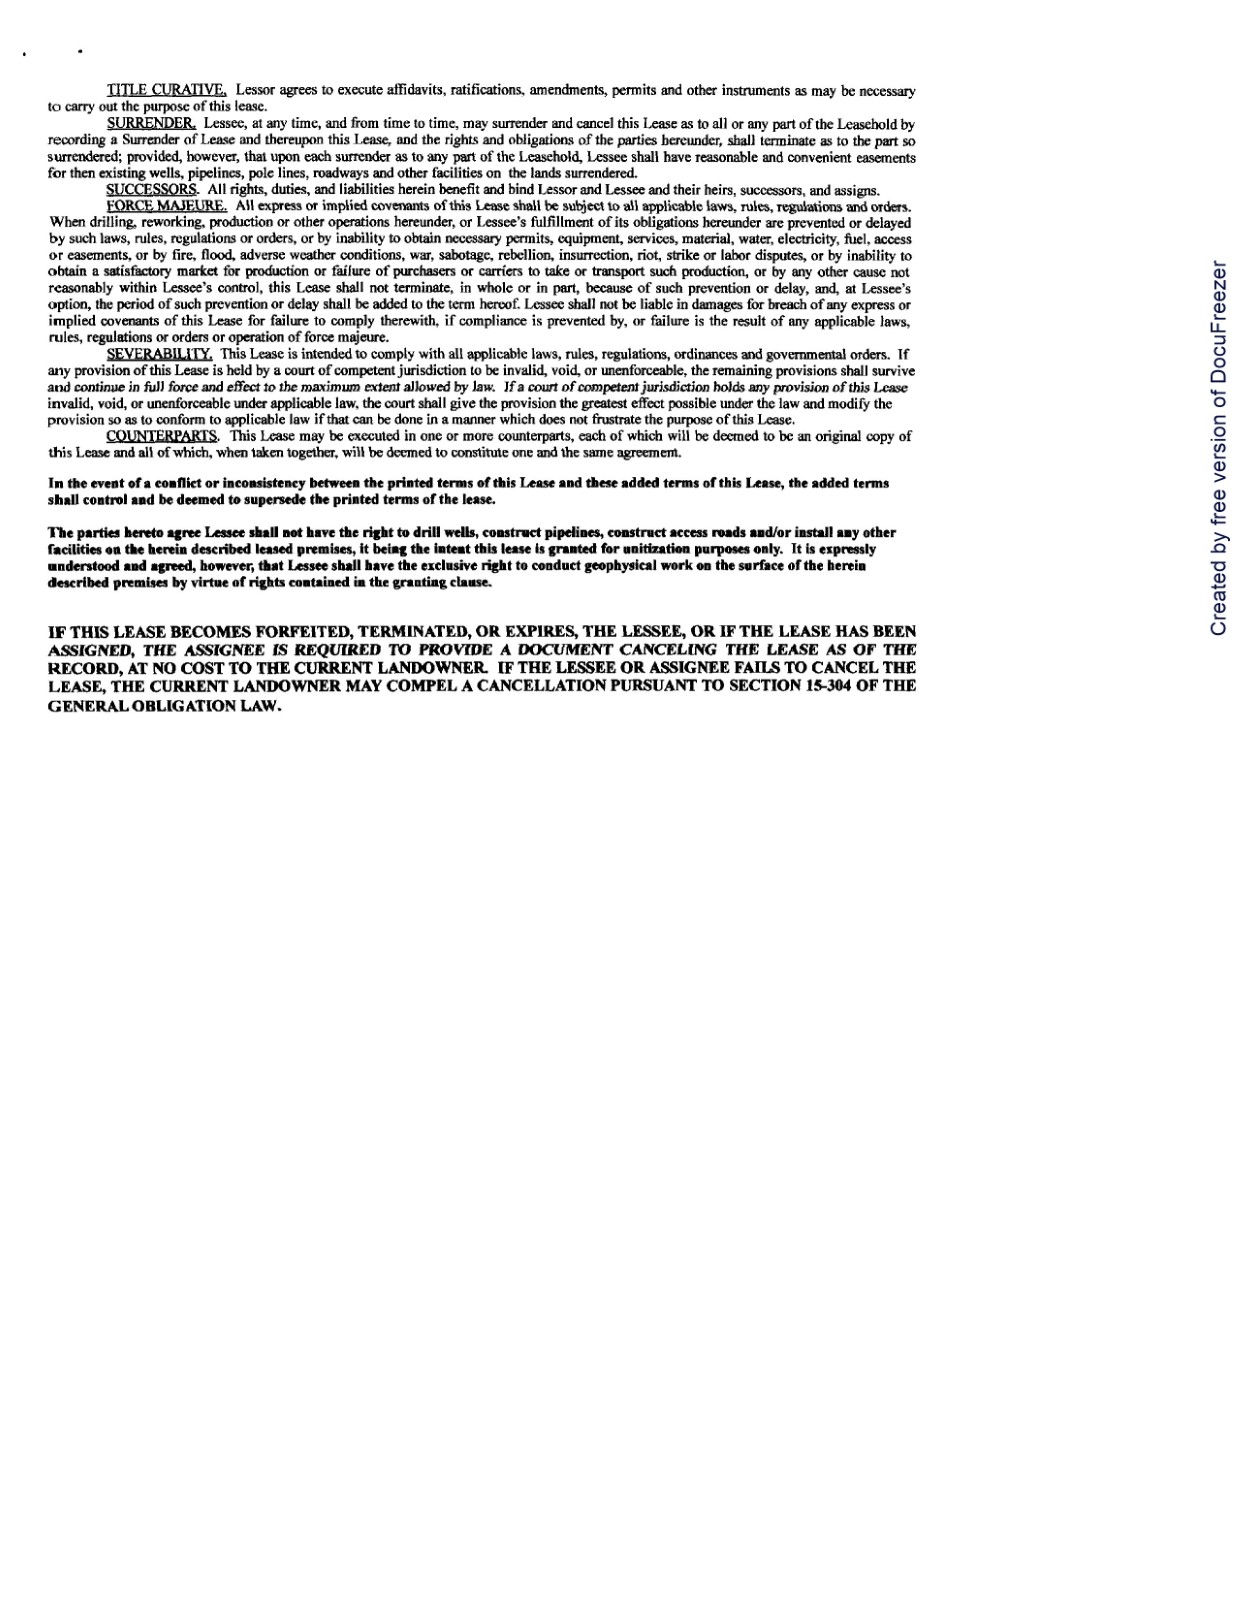 TITLE CURATIVE. Lessor agrees to execute affidavits, ratifications, amendments, permits and other instruments as may be necessary
to carry out the purpose of this lease.
SURRENDER. Lessee, at any time, and from time to time, may surrender and cancel this Lease as to all or any part of the Leasehold by
recording a Surrender of Lease and thereupon this Lease, and the rights and obligations of the parties hereunder, shall terminate as to the part so
surrendered; provided, however, that upon each surrender as to any part of the Leasehold, Lessee shall have reasonable and convenient easements
for then existing wells, pipelines, pole lines, roadways and other facilities on the lands surrendered.
SUCCESSORS. All rights, duties, and liabilities herein benefit and bind Lessor and Lessee and their heirs, successors, and assigns.
FORCE MAJEURE. All express or implied covenants of this Lease shall be subject to all applicable laws, rules, regulations and orders.
When drilling, reworking, production or other operations hereunder, or Lessee's fulfillment of its obligations hereunder are prevented or delayed
by such laws, rules, regulations or orders, or by inability to obtain necessary permits, equipment, services, material, water, electricity, fuel, access
or easements, or by fire, flood, adverse weather conditions, war, sabotage, rebellion, insurrection, riot, strike or labor disputes, or by inability to
obtain a satisfactory market for production or failure of purchasers or carriers to take or transport such production, or by any other cause not
reasonably within Lessee's control, this Lease shall not terminate, in whole or in part, because of such prevention or delay, and, at Lessee's
option, the period of such prevention or delay shall be added to the term hereof. Lessee shall not be liable in damages for breach of any express or
implied covenants of this Lease for failure to comply therewith, if compliance is prevented by, or failure is the result of any applicable laws,
rules, regulations or orders or operation of force majeure.
SEVERABILITY. This Lease is intended to comply with all applicable laws, rules, regulations, ordinances and governmental orders. If
any provision of this Lease is held by a court of competent jurisdiction to be invalid, void, or unenforceable, the remaining provisions shall survive
and continue in full force and effect to the maximum extent allowed by law. If a court of competent jurisdiction holds any provision of this Lease
invalid, void, or unenforceable under applicable law, the court shall give the provision the greatest effect possible under the law and modify the
provision so as to conform to applicable law if that can be done in a manner which does not frustrate the purpose of this Lease.
COUNTERPARTS. This Lease may be executed in one or more counterparts, each of which will be deemed to be an original copy of
this Lease and all of which, when taken together, will be deemed to constitute one and the same agreement.
In the event of a conflict or inconsistency between the printed terms of this Lease and these added terms of this Lease, the added terms
shall control and be deemed to supersede the printed terms of the lease.
The parties hereto agree Lessee shall not have the right to drill wells, construct pipelines, construct access roads and/or install any other
facilities on the herein described leased premises, it being the intent this lease is granted for unitization purposes only. It is expressly
understood and agreed, however, that Lessee shall have the exclusive right to conduct geophysical work on the surface of the herein
described premises by virtue of rights contained in the granting clause.
IF THIS LEASE BECOMES FORFEITED, TERMINATED, OR EXPIRES, THE LESSEE, OR IF THE LEASE HAS BEEN
ASSIGNED, THE ASSIGNEE IS REQUIRED TO PROVIDE A DOCUMENT CANCELING THE LEASE AS OF THE
RECORD, AT NO COST TO THE CURRENT LANDOWNER. IF THE LESSEE OR ASSIGNEE FAILS TO CANCEL THE
LEASE, THE CURRENT LANDOWNER MAY COMPEL A CANCELLATION PURSUANT TO SECTION 15-304 OF THE
GENERAL OBLIGATION LAW.
Created by free version of DocuFreezer